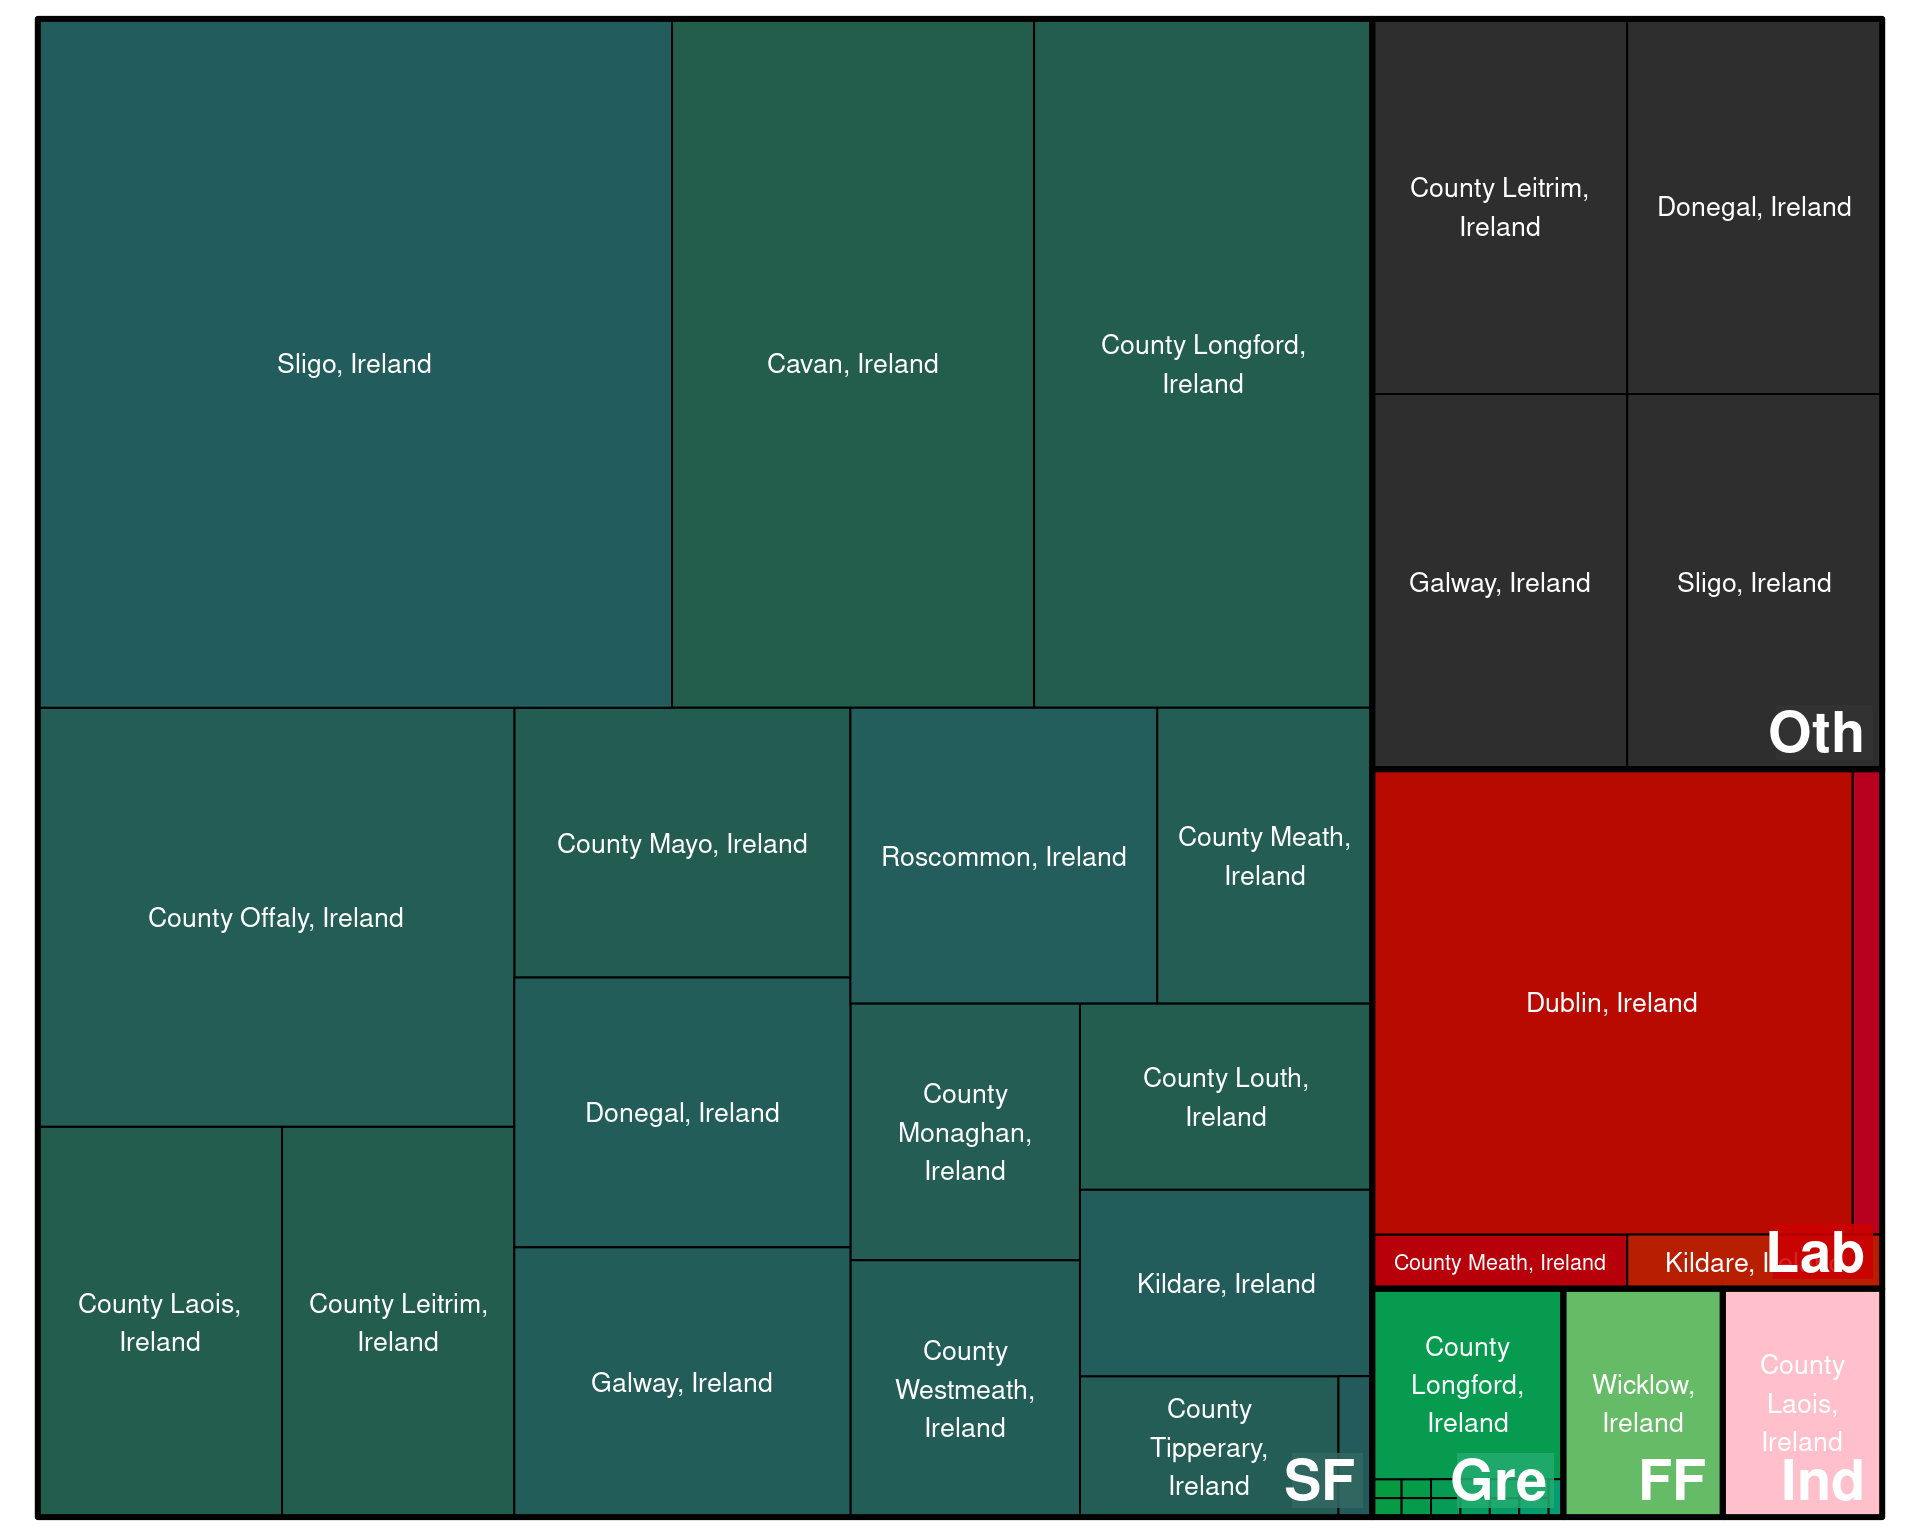 Sligo, Ireland
Cavan, Ireland
County Longford,
Ireland
County Offaly, Ireland
County Mayo, Ireland
Roscommon, Ireland
County Meath,
Ireland
Donegal, Ireland
County
Monaghan,
Ireland
County Louth,
Ireland
Kildare, Ireland
County Laois,
Ireland
County Leitrim,
Ireland
Galway, Ireland
County
Westmeath,
Ireland
County
Tipperary,
Ireland
SF
County Leitrim,
Ireland
Donegal, Ireland
Galway, Ireland
Sligo, Ireland
Oth
Dublin, Ireland
County Meath, Ireland
Kildare,
Lab
County
Longford,
Ireland
Gre
Wicklow,
Ireland
FF
County
Laois,
Ireland
Ind